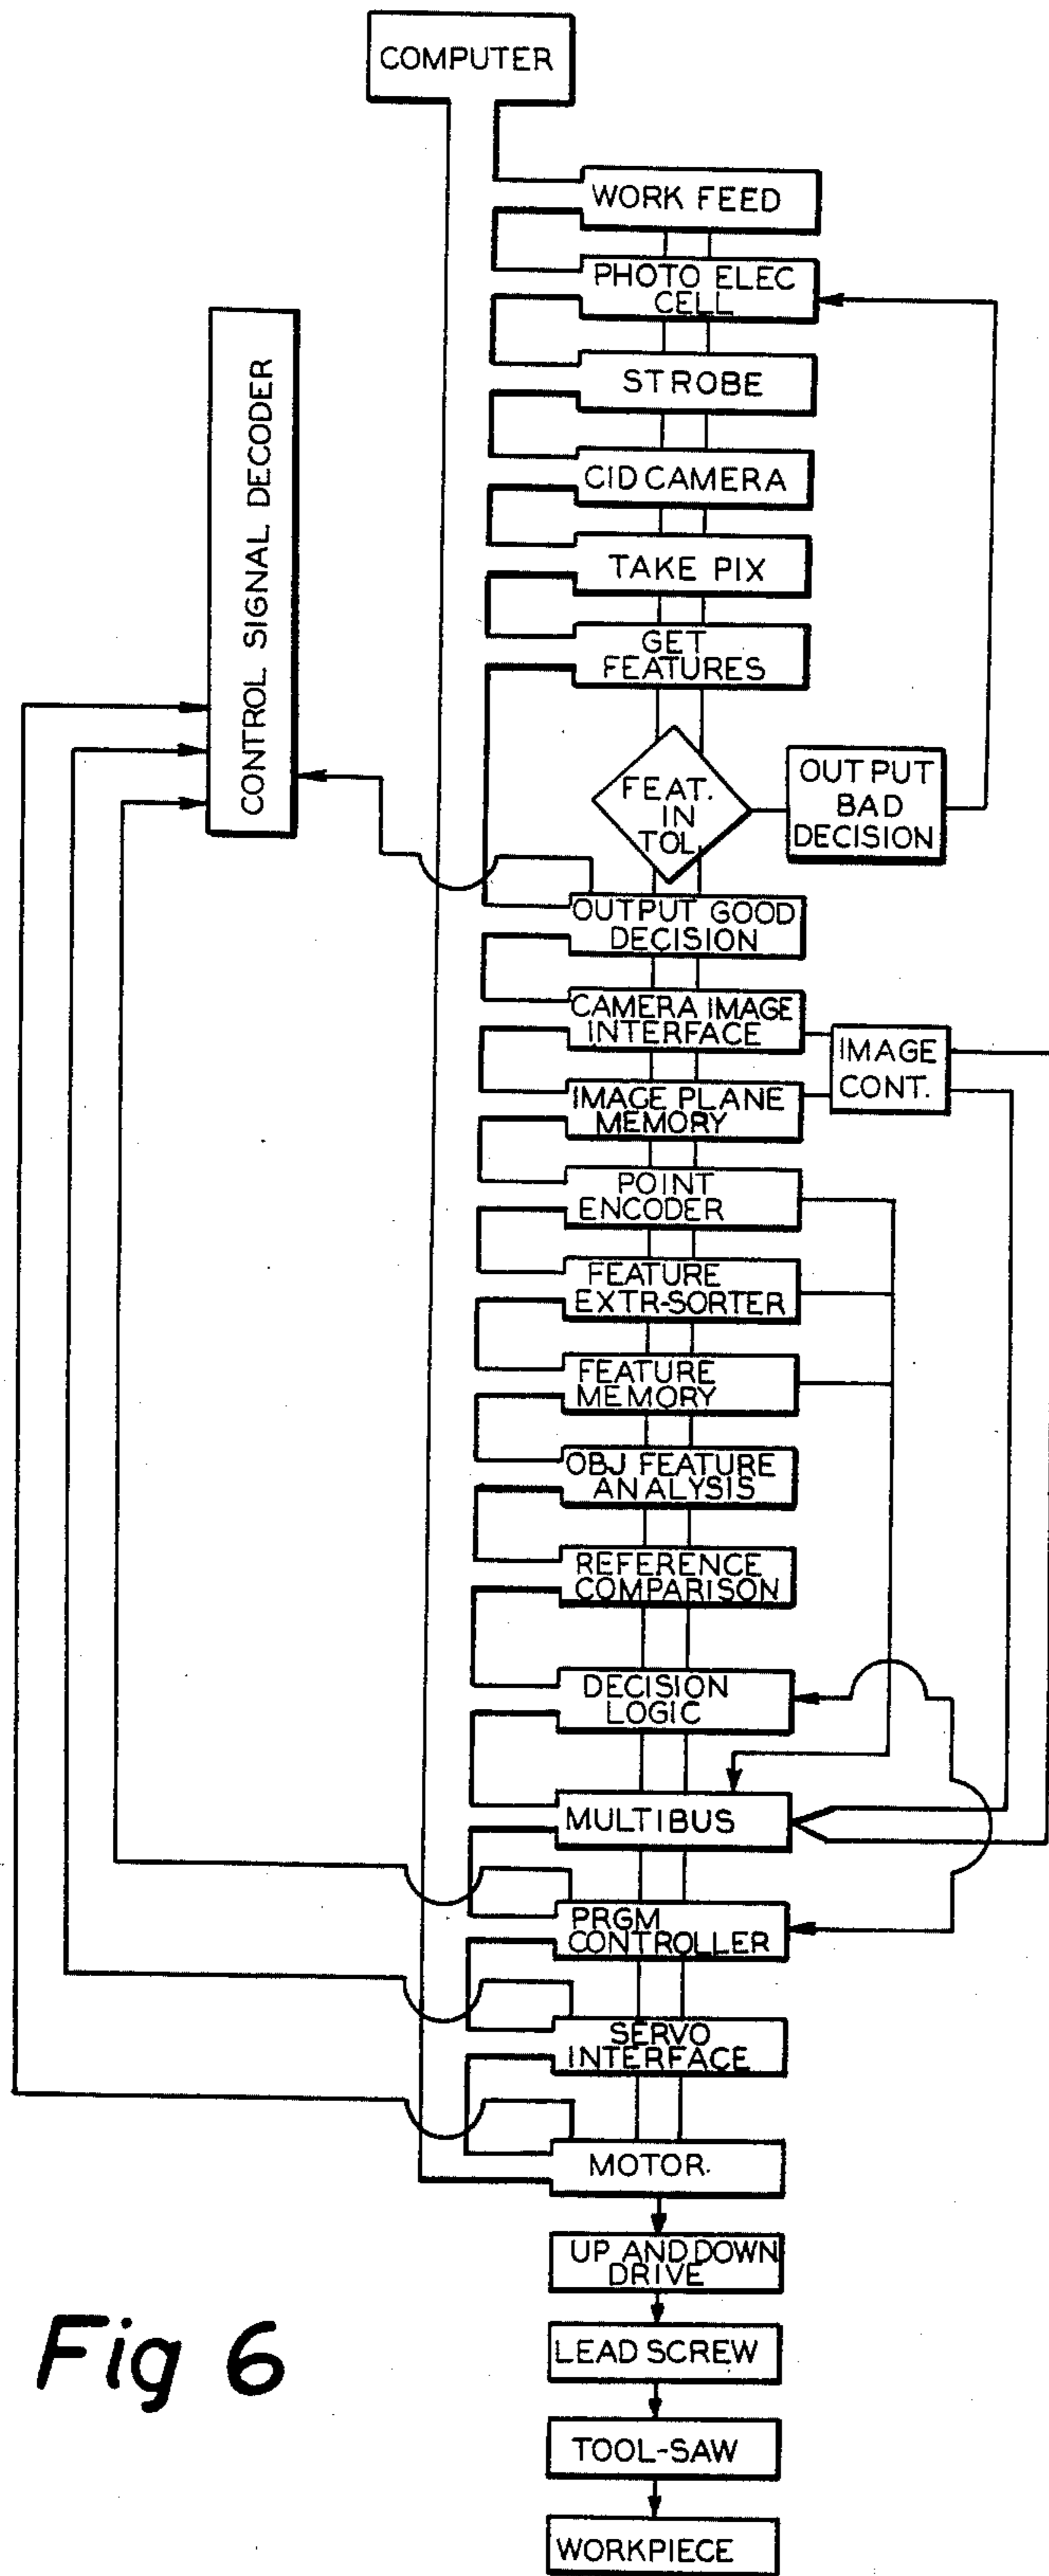 COMPUTER
WORK FEED
PHOTO ELEC
CELL
STROBE
CID CAMERA
TAKE PIX
GET
FEATURES
CONTROL SIGNAL DECODER
FEAT.
IN
TOL.
OUTPUT
BAD
DECISION
OUTPUT GOOD
DECISION
CAMERA IMAGE
INTERFACE
IMAGE
CONT.
IMAGE PLANE
MEMORY
POINT
ENCODER
FEATURE
EXTR-SORTER
FEATURE
MEMORY
OBJ FEATURE
ANALYSIS
REFERENCE
COMPARISON
DECISION
LOGIC
MULTIBUS
PRGM
CONTROLLER
SERVO
INTERFACE
MOTOR
UP AND DOWN
DRIVE
LEAD SCREW
TOOL-SAW
WORKPIECE
Fig 6